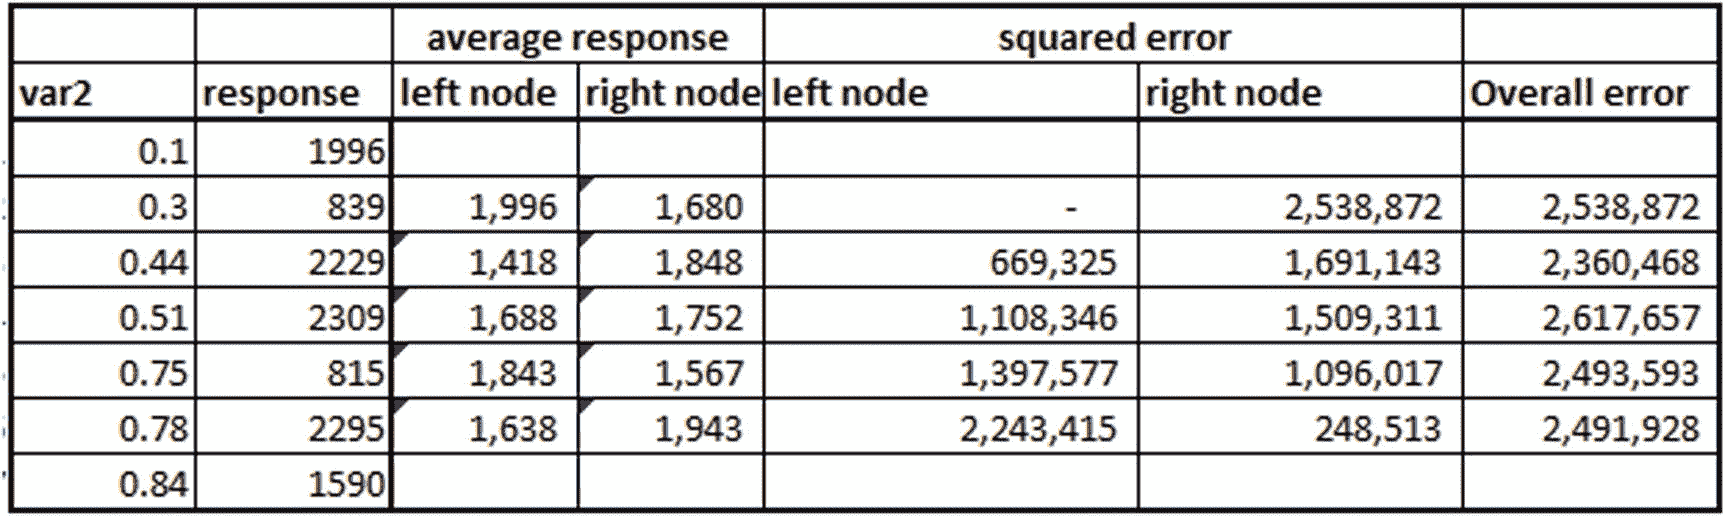 average response squared error
var2 response left node right node left node right node Overall error
0.1 1996
0.3 839 1,996 1,680 - 2,538,872 2,538,872
0.44 2229 1,418 1,848 669,325 1,691,143 2,360,468
0.51 2309 1,688 1,752 1,108,346 1,509,311 2,617,657
0.75 815 1,843 1,567 1,397,577 1,096,017 2,493,593
0.78 2295 1,638 1,943 2,243,415 248,513 2,491,928
0.84 1590